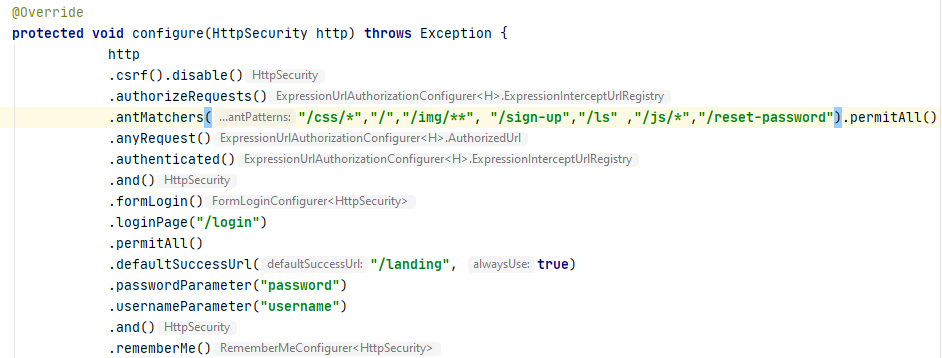 @Override
protected void configure(HttpSecurity http) throws Exception {
http
.csrf().disable() HttpSecurity
.authorizeRequests() ExpressionUrlAuthorizationConfigurer<H>.ExpressionInterceptUrlRegistry
.antMatchers( ...antPatterns: "/css/*","/","/img/**", "/sign-up","/ls" ,"/js/*","/reset-password").permitAll()
.anyRequest() ExpressionUrlAuthorizationConfigurer<H>.AuthorizedUrl
.authenticated() ExpressionUrlAuthorizationConfigurer<H>.ExpressionInterceptUrlRegistry
.and() HttpSecurity
.formLogin() FormLoginConfigurer<HttpSecurity>
.loginPage("/login")
.permitAll()
.defaultSuccessUrl( defaultSuccessUrl: "/landing", alwaysUse: true)
.passwordParameter("password")
.usernameParameter("username")
.and() HttpSecurity
.rememberMe() RememberMeConfigurer<HttpSecurity>